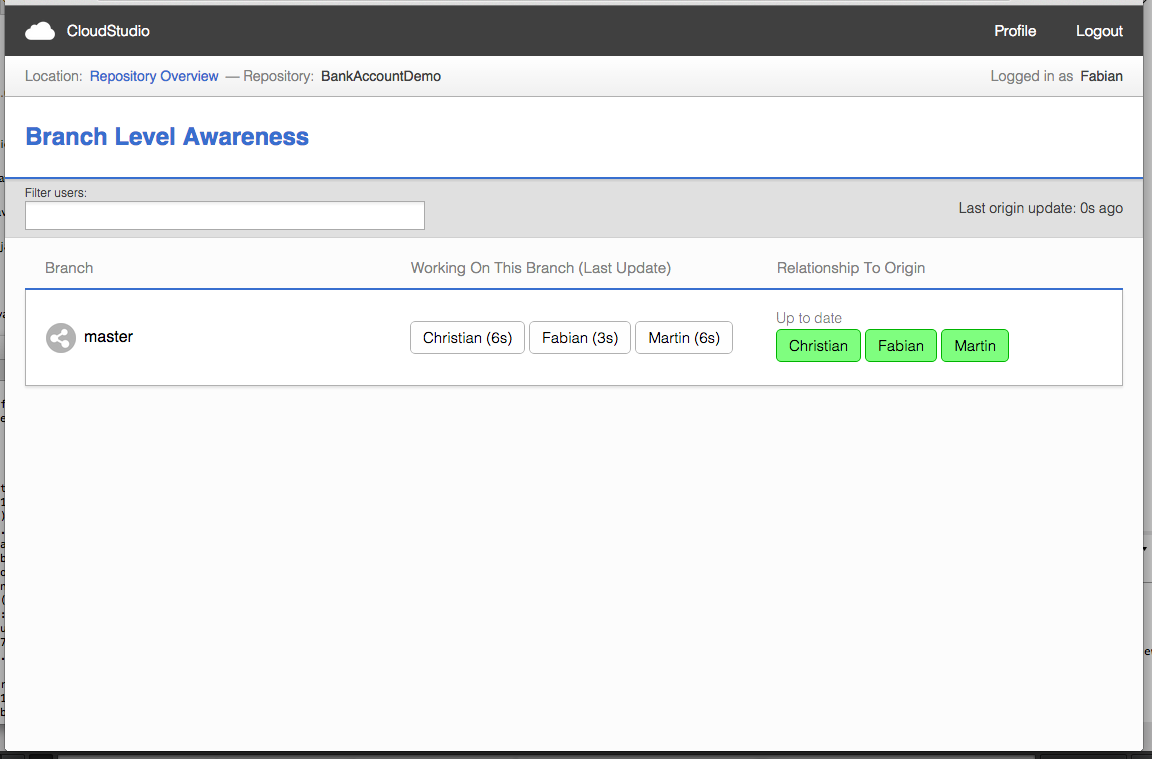 CloudStudio Profile Logout
Location: Repository Overview — Repository: BankAccountDemo Logged in as Fabian
Branch Level Awareness
Filter users:
Last origin update: 0s ago
Branch Working On This Branch (Last Update) Relationship To Origin
master Christian (6s) Fabian (3s) Martin (6s)
Up to date
Christian Fabian Martin